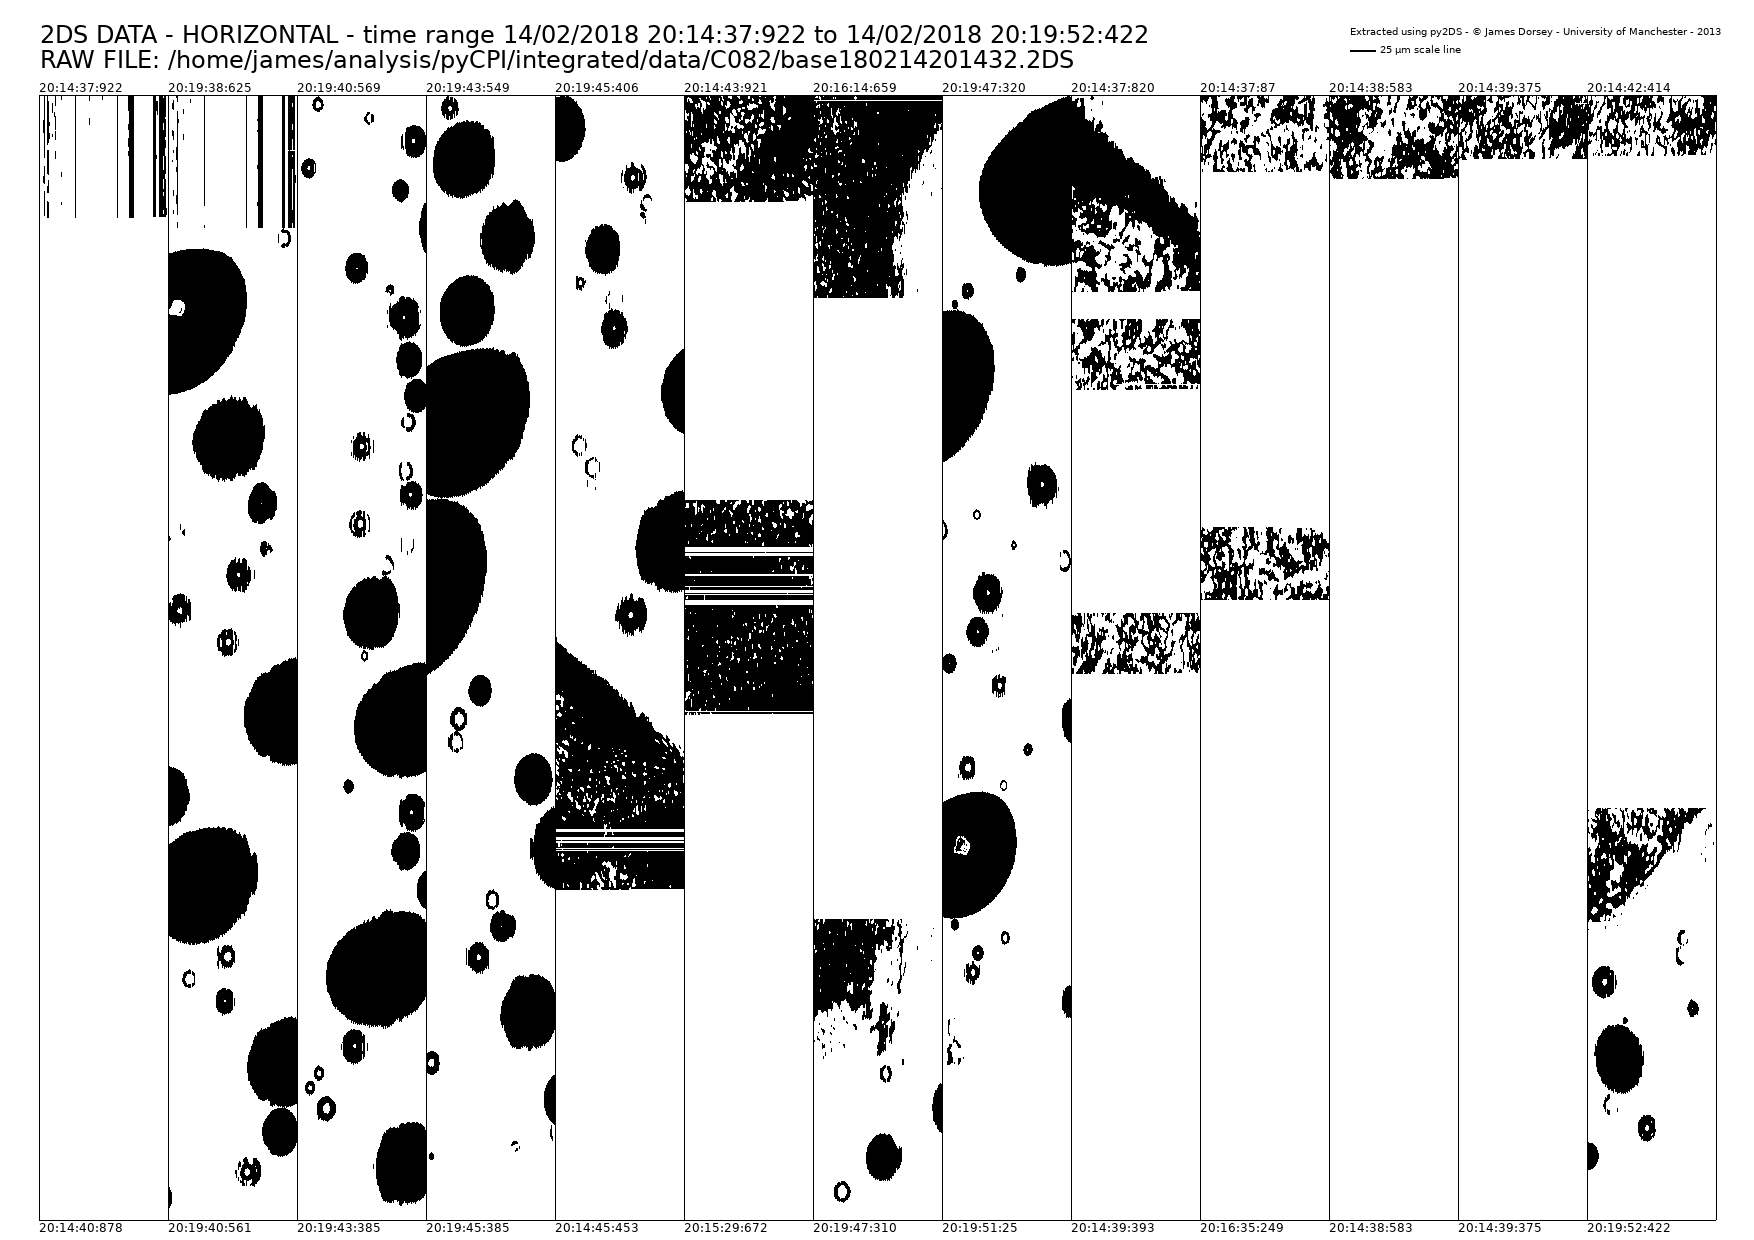 2DS DATA - HORIZONTAL - time range 14/02/2018 20:14:37:922 to 14/02/2018 20:19:52:422
RAW FILE: /home/james/analysis/pyCPI/integrated/data/C082/base180214201432.2DS
Extracted using py2DS - © James Dorsey - University of Manchester - 2013
25 μm scale line
20:14:37:922 20:19:38:625 20:19:40:569 20:19:43:549 20:19:45:406 20:14:43:921 20:16:14:659 20:19:47:320 20:14:37:820 20:14:37:87 20:14:38:583 20:14:39:375 20:14:42:414
20:14:40:878 20:19:40:561 20:19:43:385 20:19:45:385 20:14:45:453 20:15:29:672 20:19:47:310 20:19:51:25 20:14:39:393 20:16:35:249 20:14:38:583 20:14:39:375 20:19:52:422